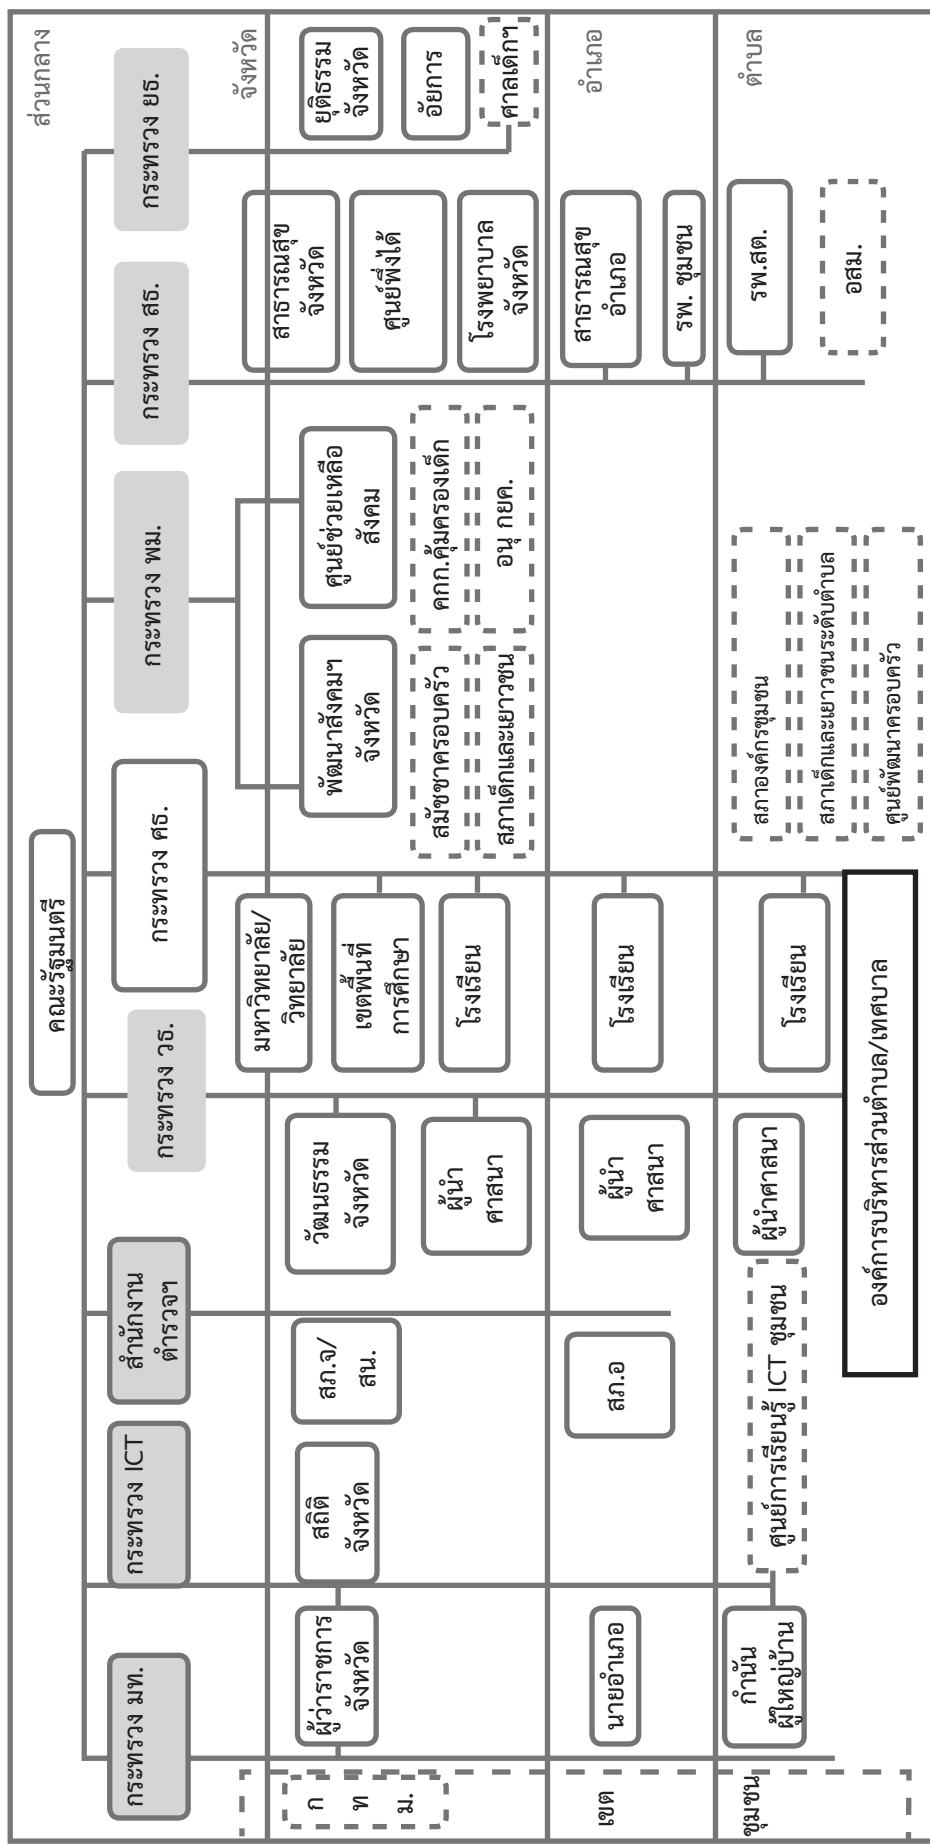 ส่วนกลาง
คณะรัฐมนตรี
กระทรวง มท.
กระทรวง ICT
สำนักงาน
ตำรวจฯ
กระทรวง วธ.
กระทรวง ศธ.
กระทรวง พม.
กระทรวง สธ.
กระทรวง ยธ.
จังหวัด
ก
ท
ม.
ผู้ว่าราชการ
จังหวัด
สถิติ
จังหวัด
สภ.จ/
สน.
วัฒนธรรม
จังหวัด
ผู้นำ
ศาสนา
มหาวิทยาลัย/
วิทยาลัย
เขตพื้นที่
การศึกษา
โรงเรียน
พัฒนาสังคมฯ
จังหวัด
ศูนย์ช่วยเหลือ
สังคม
สมัชชาครอบครัว
คกก.คุ้มครองเด็ก
สภาเด็กและเยาวชน
อนุ กยค.
สาธารณสุข
จังหวัด
ศูนย์พึ่งได้
โรงพยาบาล
จังหวัด
ยุติธรรม
จังหวัด
อัยการ
ศาลเด็กฯ
อำเภอ
เขต
นายอำเภอ
สภ.อ
ผู้นำ
ศาสนา
โรงเรียน
สาธารณสุข
อำเภอ
รพ. ชุมชน
ตำบล
ชุมชน
กำนัน
ผู้ใหญ่บ้าน
ศูนย์การเรียนรู้ ICT ชุมชน
ผู้นำศาสนา
โรงเรียน
สภาองค์กรชุมชน
สภาเด็กและเยาวชนระดับตำบล
ศูนย์พัฒนาครอบครัว
รพ.สต.
อสม.
องค์การบริหารส่วนตำบล/เทศบาล